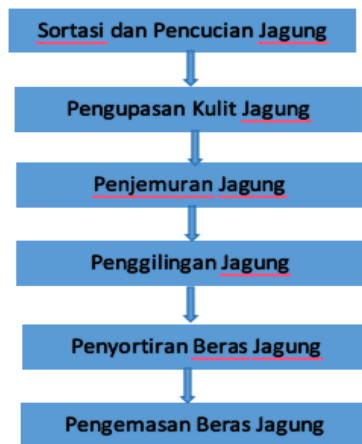 Sortasi dan Pencucian Jagung
Pengupasan Kulit Jagung
Penjemuran Jagung
Penggilingan Jagung
Penyortiran Beras Jagung
Pengemasan Beras Jagung